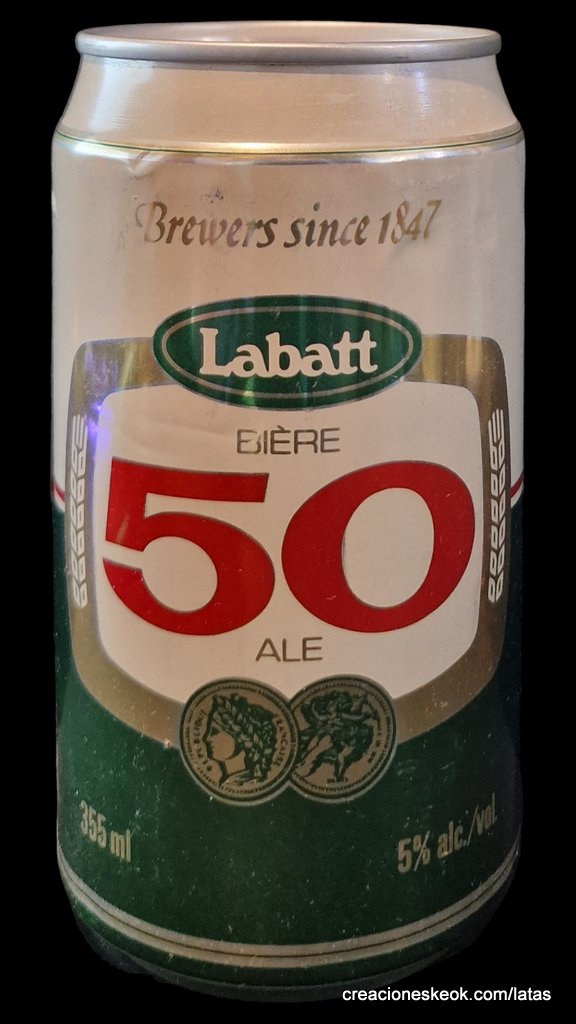 Brewers since 1847
Labatt
BIÈRE
50
ALE
355 ml
5% alc./vol.
creacioneskeok.com/latas